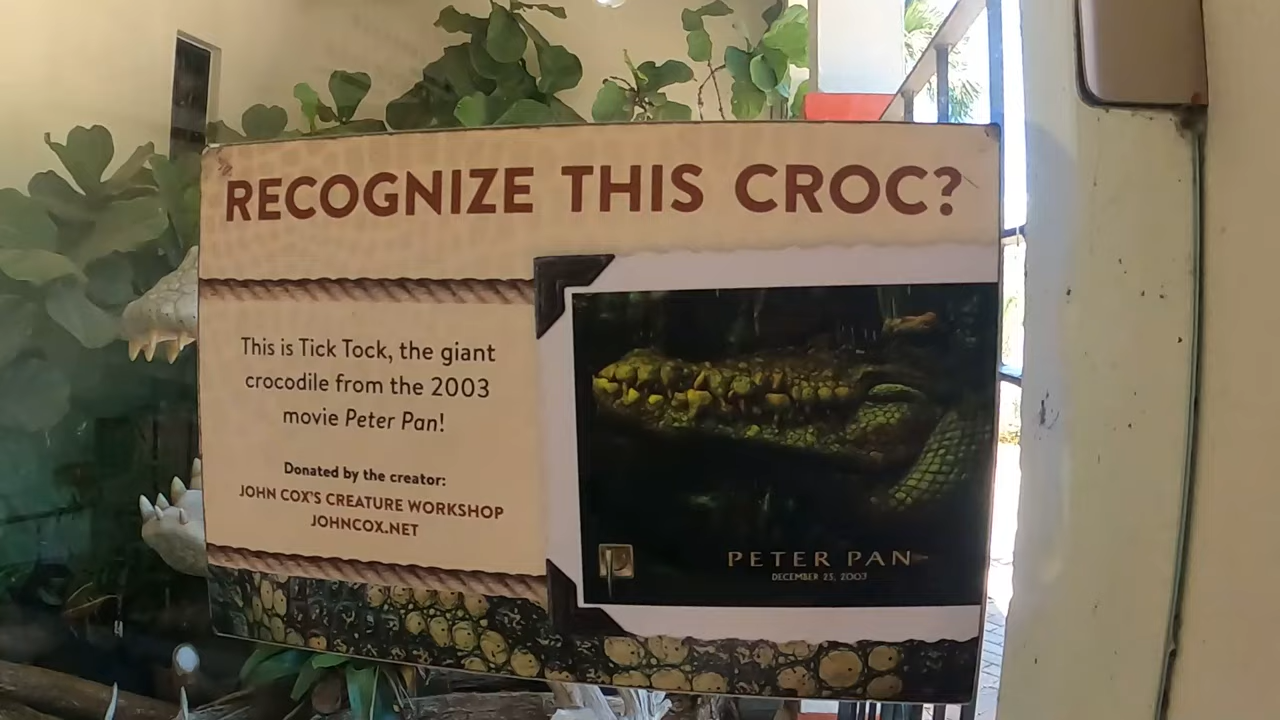 RECOGNIZE THIS CROC?
This is Tick Tock, the giant
crocodile from the 2003
movie Peter Pan!
Donated by the creator:
JOHN COX'S CREATURE WORKSHOP
JOHNCOX.NET
PETER PAN
DECEMBER 25, 2003